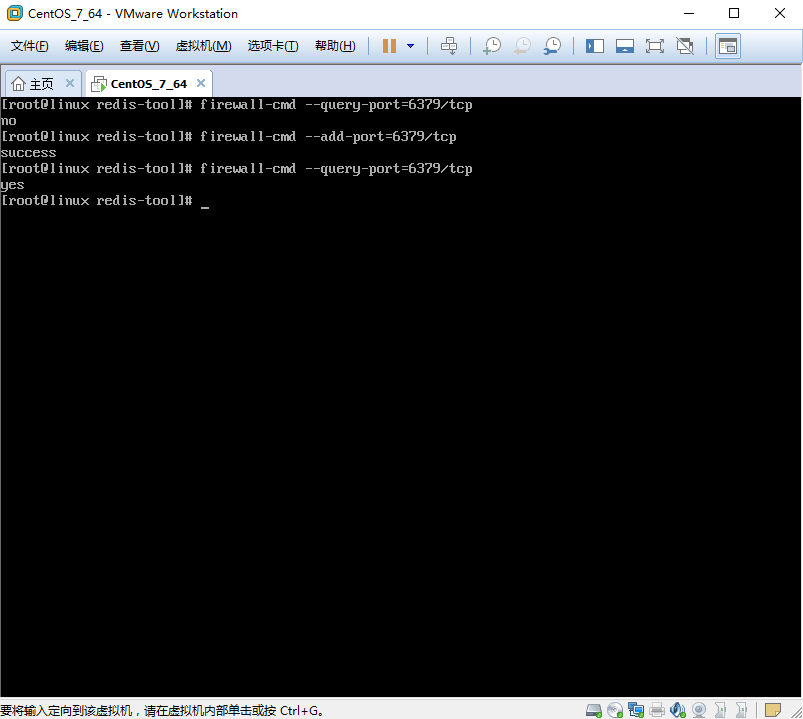 CentOS_7_64 - VMware Workstation
文件(F) 编辑(E) 查看(V) 虚拟机(M) 选项卡(T) 帮助(H)
主页 CentOS_7_64
[root@linux redis-tool]# firewall-cmd --query-port=6379/tcp
no
[root@linux redis-tool]# firewall-cmd --add-port=6379/tcp
success
[root@linux redis-tool]# firewall-cmd --query-port=6379/tcp
yes
[root@linux redis-tool]# _
要将输入定向到该虚拟机，请在虚拟机内部单击或按 Ctrl+G。